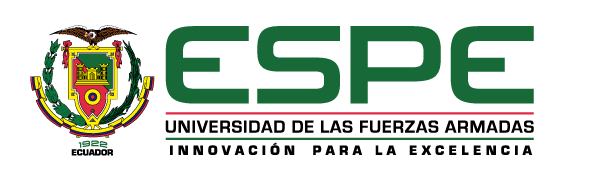 ESPE
UNIVERSIDAD DE LAS FUERZAS ARMADAS
INNOVACIÓN PARA LA EXCELENCIA
1922
ECUADOR